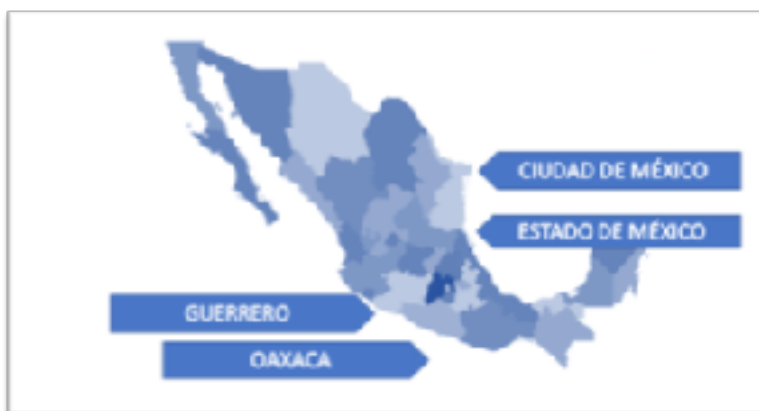 CIUDAD DE MÉXICO
ESTADO DE MÉXICO
GUERRERO
OAXACA